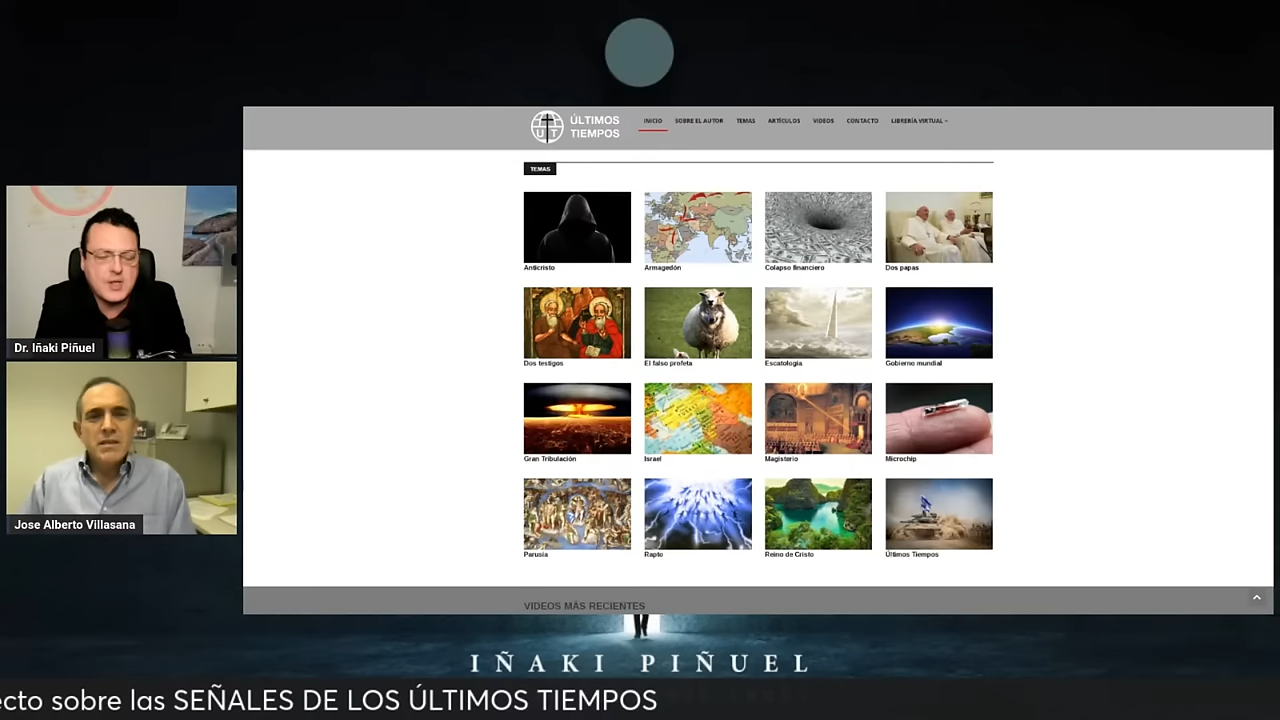 ÚLTIMOS
TIEMPOS
U T
INICIO SOBRE EL AUTOR TEMAS ARTÍCULOS VIDEOS CONTACTO LIBRERÍA VIRTUAL
TEMAS
Anticristo Armagedón Colapso financiero Dos papas
Dos testigos El falso profeta Escatología Gobierno mundial
Gran Tribulación Israel Magisterio Microchip
Parusía Rapto Reino de Cristo Últimos Tiempos
VIDEOS MÁS RECIENTES
Dr. Iñaki Piñuel
Jose Alberto Villasana
IÑAKI PIÑUEL
ecto sobre las SEÑALES DE LOS ÚLTIMOS TIEMPOS